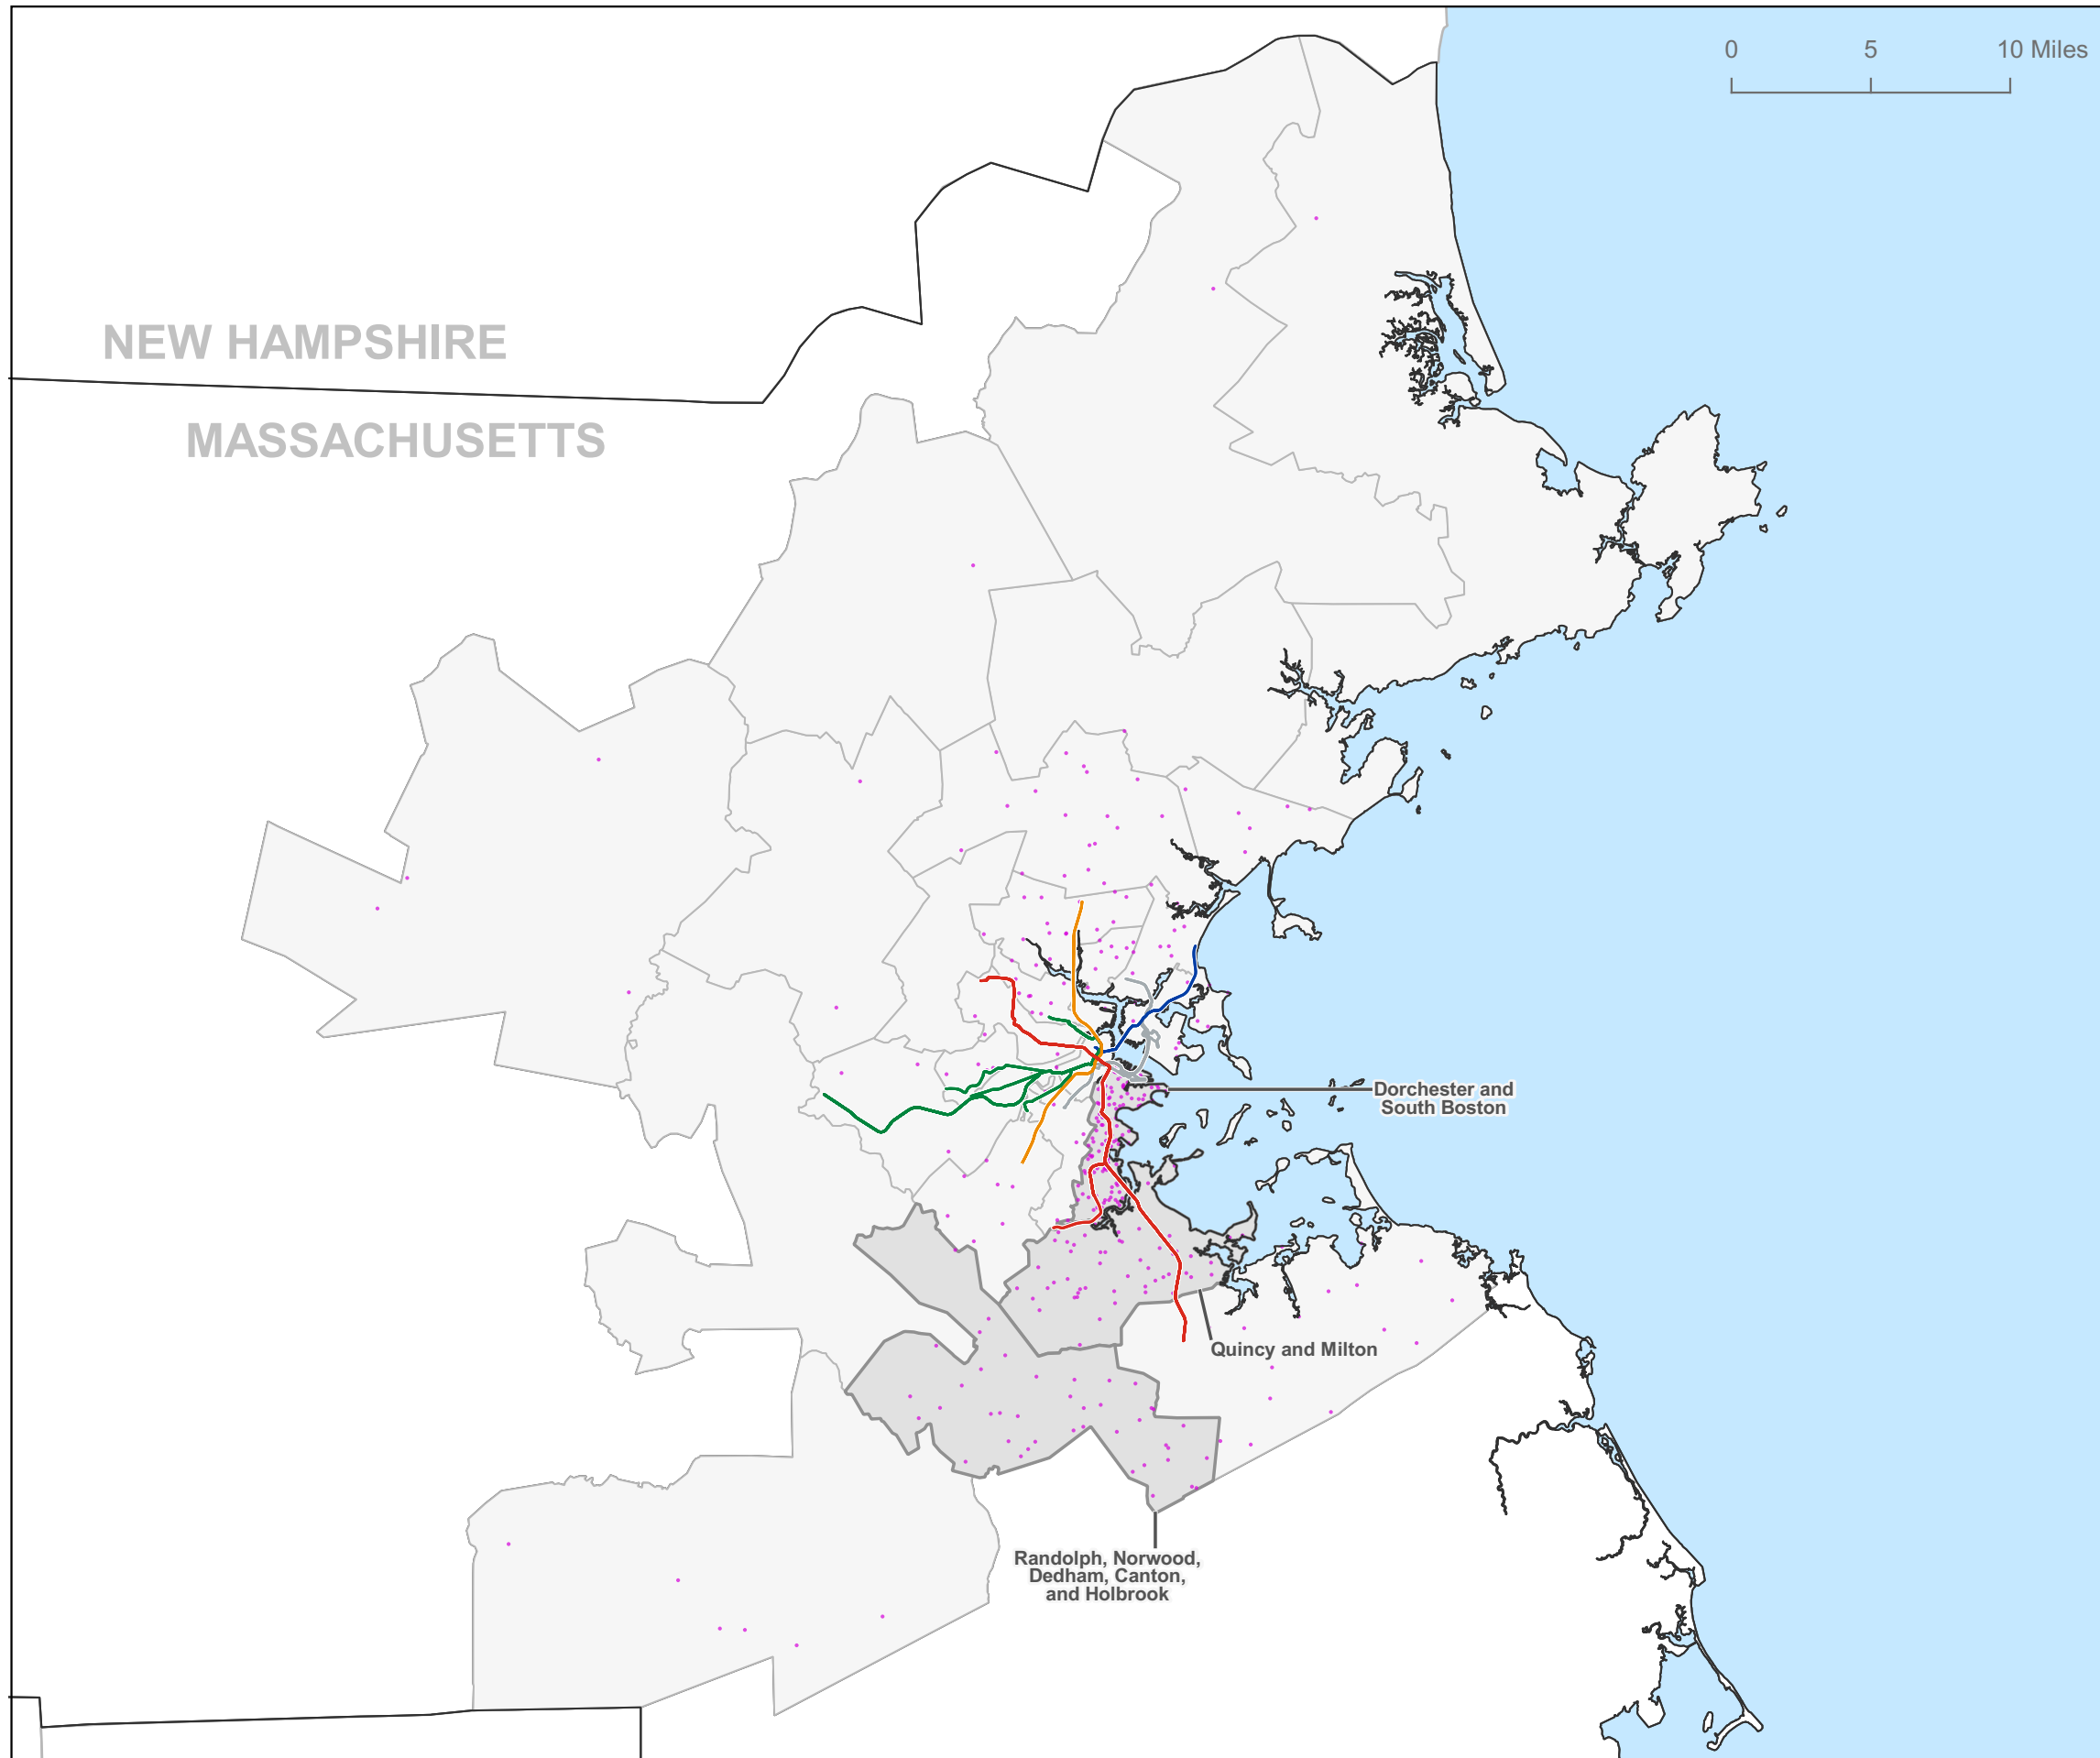 0 5 10 Miles
NEW HAMPSHIRE
MASSACHUSETTS
Dorchester and
South Boston
Quincy and Milton
Randolph, Norwood,
Dedham, Canton,
and Holbrook